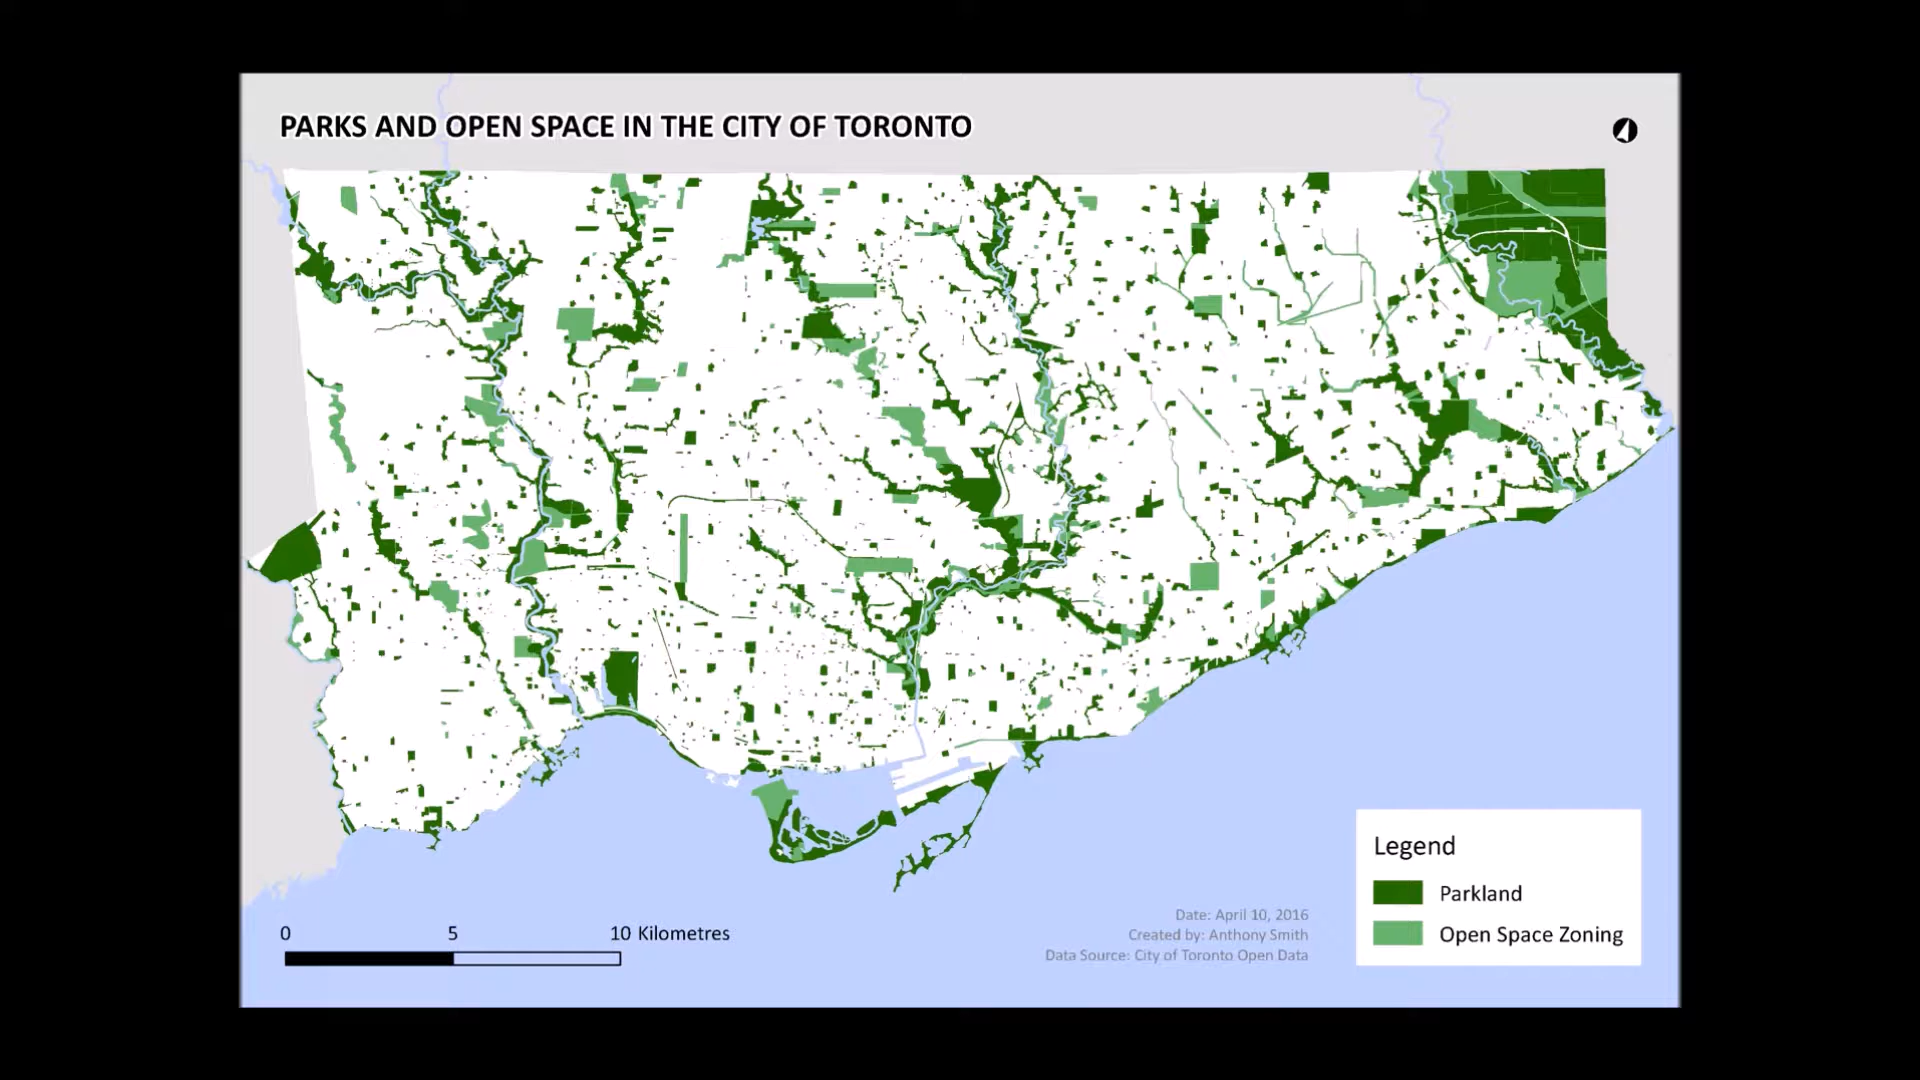 PARKS AND OPEN SPACE IN THE CITY OF TORONTO
Legend
Parkland
Open Space Zoning
0 5 10 Kilometres
Date: April 10, 2016
Created by: Anthony Smith
Data Source: City of Toronto Open Data